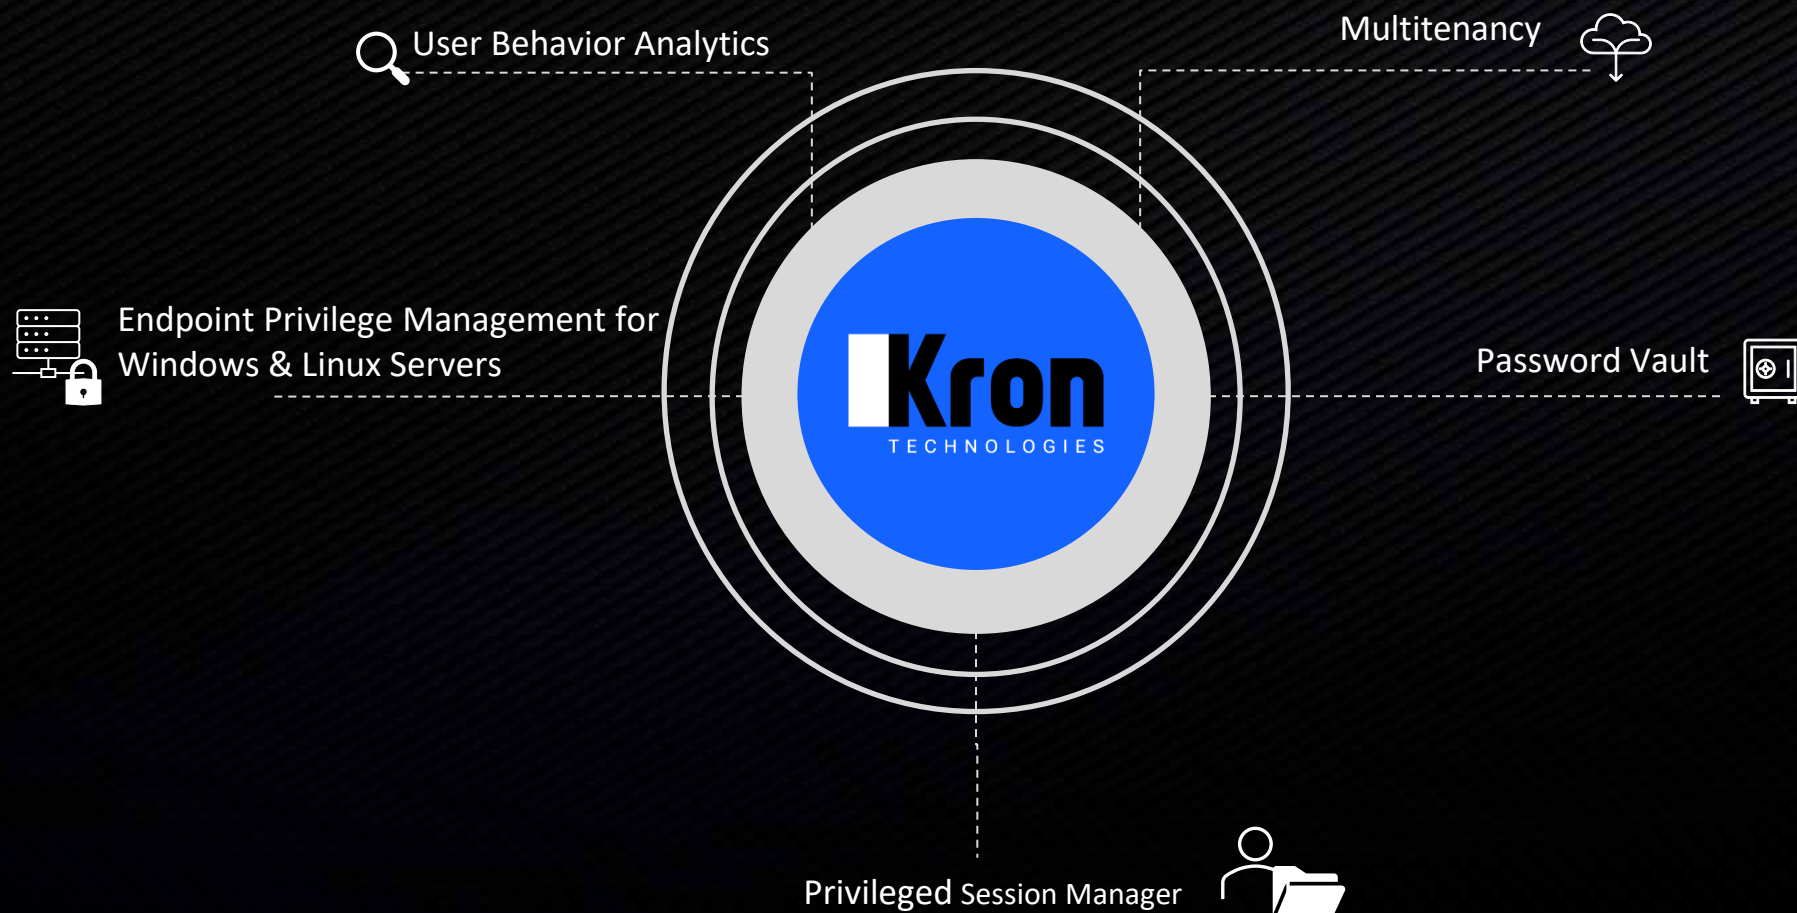 User Behavior Analytics
Multitenancy
Endpoint Privilege Management for
Windows & Linux Servers
Password Vault
Kron
TECHNOLOGIES
Privileged Session Manager